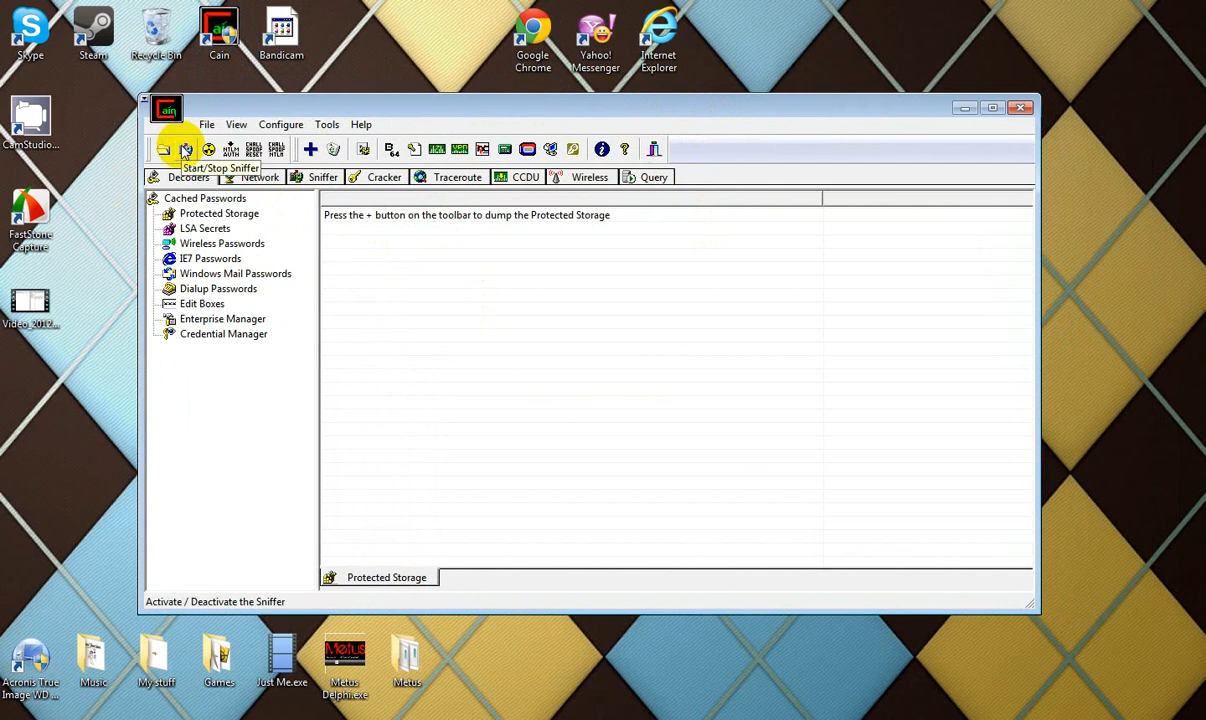 Skype
Steam
Recycle Bin
Cain
Bandicam
Google
Chrome
Yahoo!
Messenger
Internet
Explorer
CamStudio...
FastStone
Capture
Video_2012...
Cain
File View Configure Tools Help
Start/Stop Sniffer
Decoders Network Sniffer Cracker Traceroute CCDU Wireless Query
Cached Passwords
Protected Storage
LSA Secrets
Wireless Passwords
IE7 Passwords
Windows Mail Passwords
Dialup Passwords
Edit Boxes
Enterprise Manager
Credential Manager
Press the + button on the toolbar to dump the Protected Storage
Protected Storage
Activate / Deactivate the Sniffer
Acronis True
Image WD ...
Music
My stuff
Games
Just Me.exe
Metus
Metus
Delphi.exe
Metus